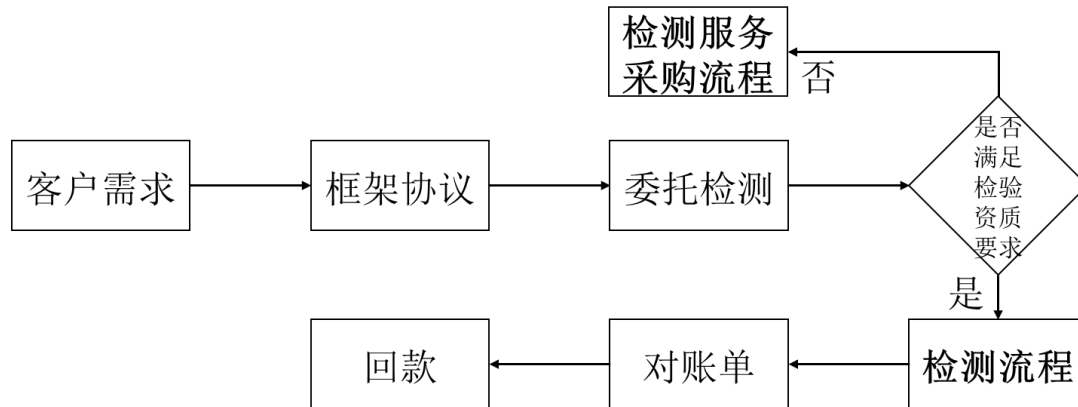 检测服务
采购流程
否
客户需求
框架协议
委托检测
是否
满足
检验
资质
要求
是
回款
对账单
检测流程